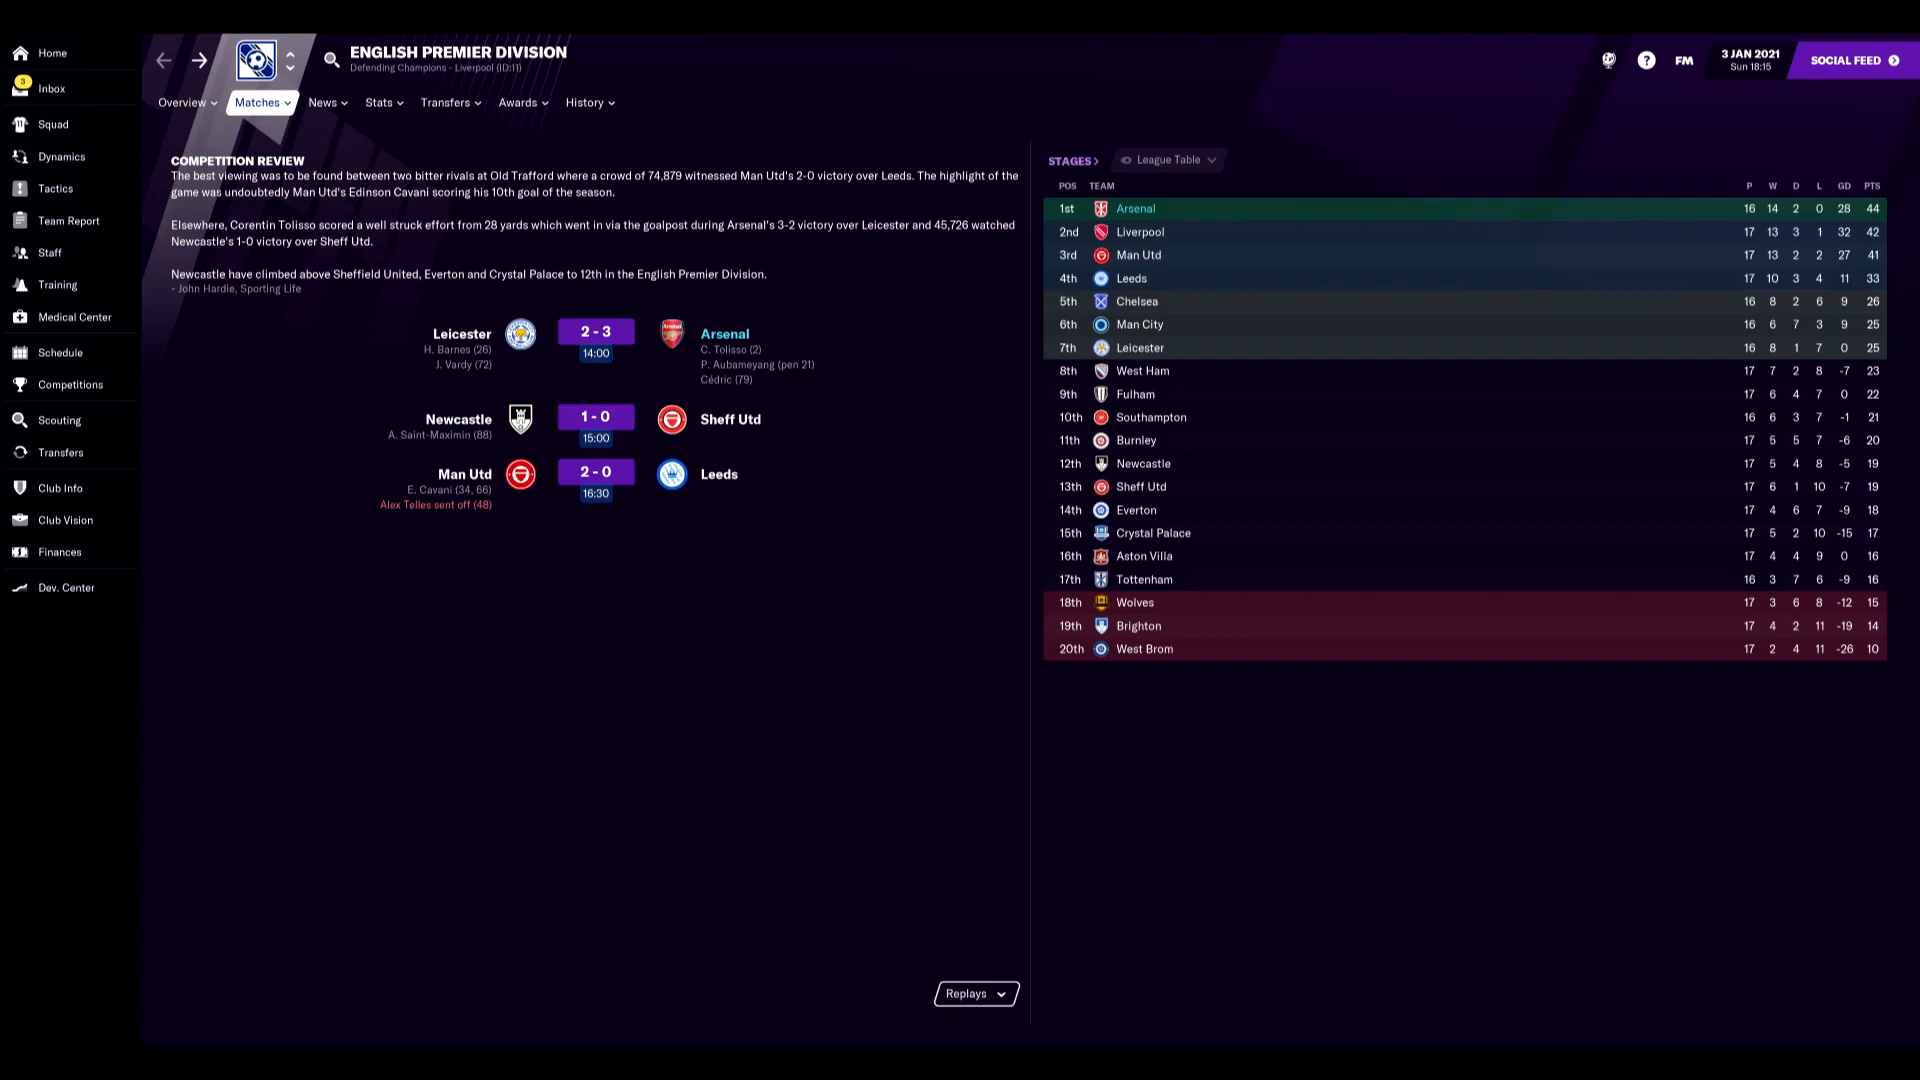 Home
3
Inbox
Squad
Dynamics
Tactics
Team Report
Staff
Training
Medical Center
Schedule
Competitions
Scouting
Transfers
Club Info
Club Vision
Finances
Dev. Center
ENGLISH PREMIER DIVISION
Defending Champions - Liverpool (ID:11)
? FM
3 JAN 2021
Sun 18:15
SOCIAL FEED
Overview Matches News Stats Transfers Awards History
COMPETITION REVIEW
The best viewing was to be found between two bitter rivals at Old Trafford where a crowd of 74,879 witnessed Man Utd's 2-0 victory over Leeds. The highlight of the
game was undoubtedly Man Utd's Edinson Cavani scoring his 10th goal of the season.
Elsewhere, Corentin Tolisso scored a well struck effort from 28 yards which went in via the goalpost during Arsenal's 3-2 victory over Leicester and 45,726 watched
Newcastle's 1-0 victory over Sheff Utd.
Newcastle have climbed above Sheffield United, Everton and Crystal Palace to 12th in the English Premier Division.
- John Hardie, Sporting Life
Leicester 2 - 3 Arsenal
H. Barnes (26) 14:00 C. Tolisso (2)
J. Vardy (72) P. Aubameyang (pen 21)
Cédric (79)
Newcastle 1 - 0 Sheff Utd
A. Saint-Maximin (88) 15:00
Man Utd 2 - 0 Leeds
E. Cavani (34, 66) 16:30
Alex Telles sent off (48)
Replays
STAGES > League Table
POS TEAM P W D L GD PTS
1st Arsenal 16 14 2 0 28 44
2nd Liverpool 17 13 3 1 32 42
3rd Man Utd 17 13 2 2 27 41
4th Leeds 17 10 3 4 11 33
5th Chelsea 16 8 2 6 9 26
6th Man City 16 6 7 3 9 25
7th Leicester 16 8 1 7 0 25
8th West Ham 17 7 2 8 -7 23
9th Fulham 17 6 4 7 0 22
10th Southampton 16 6 3 7 -1 21
11th Burnley 17 5 5 7 -6 20
12th Newcastle 17 5 4 8 -5 19
13th Sheff Utd 17 6 1 10 -7 19
14th Everton 17 4 6 7 -9 18
15th Crystal Palace 17 5 2 10 -15 17
16th Aston Villa 17 4 4 9 0 16
17th Tottenham 16 3 7 6 -9 16
18th Wolves 17 3 6 8 -12 15
19th Brighton 17 4 2 11 -19 14
20th West Brom 17 2 4 11 -26 10